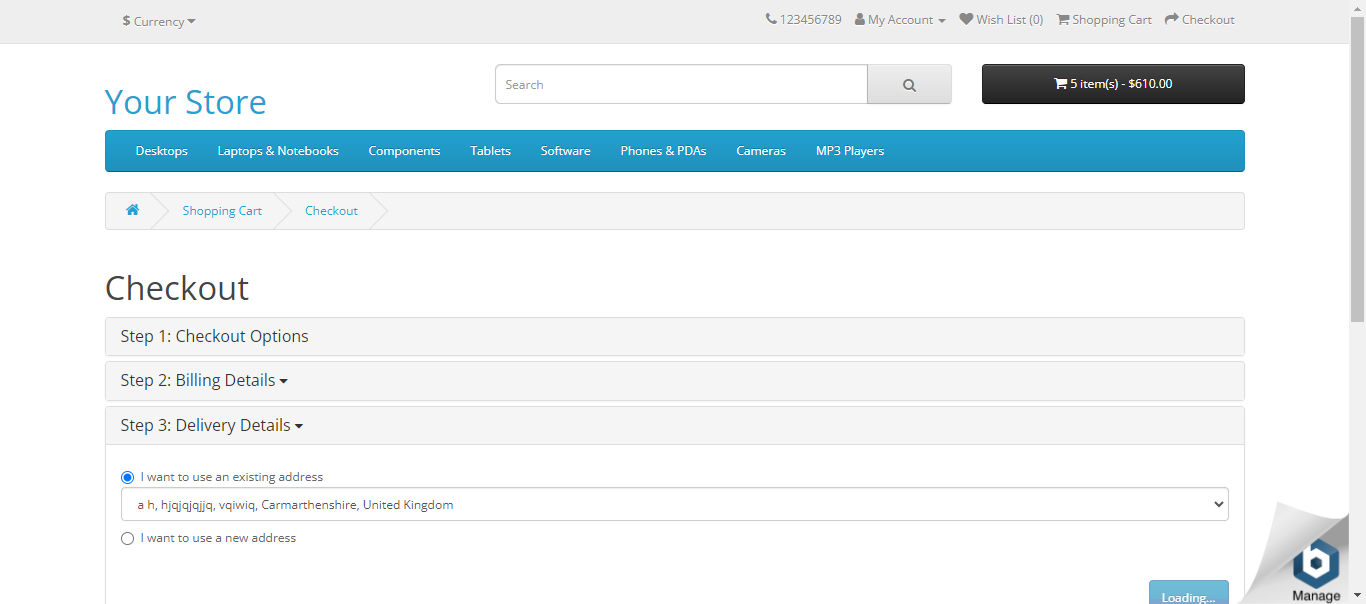 $ Currency
123456789 My Account Wish List (0) Shopping Cart Checkout
Your Store
Search
5 item(s) - $610.00
Desktops Laptops & Notebooks Components Tablets Software Phones & PDAs Cameras MP3 Players
Shopping Cart Checkout
Checkout
Step 1: Checkout Options
Step 2: Billing Details
Step 3: Delivery Details
I want to use an existing address
a h, hjqjqjqjjq, vqiwiq, Carmarthenshire, United Kingdom
I want to use a new address
Loading...
b
Manage